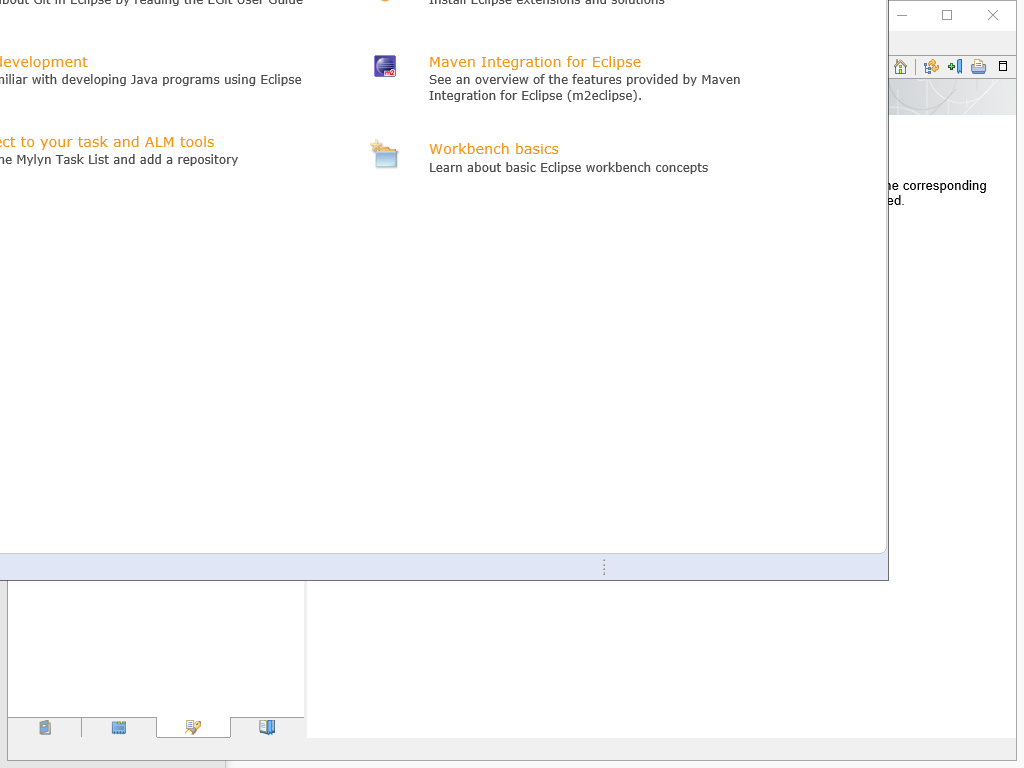 about Git in Eclipse by reading the EGit User Guide
Install Eclipse extensions and solutions
development
Maven Integration for Eclipse
miliar with developing Java programs using Eclipse
See an overview of the features provided by Maven
Integration for Eclipse (m2eclipse).
ect to your task and ALM tools
Workbench basics
he Mylyn Task List and add a repository
Learn about basic Eclipse workbench concepts
he corresponding
ed.